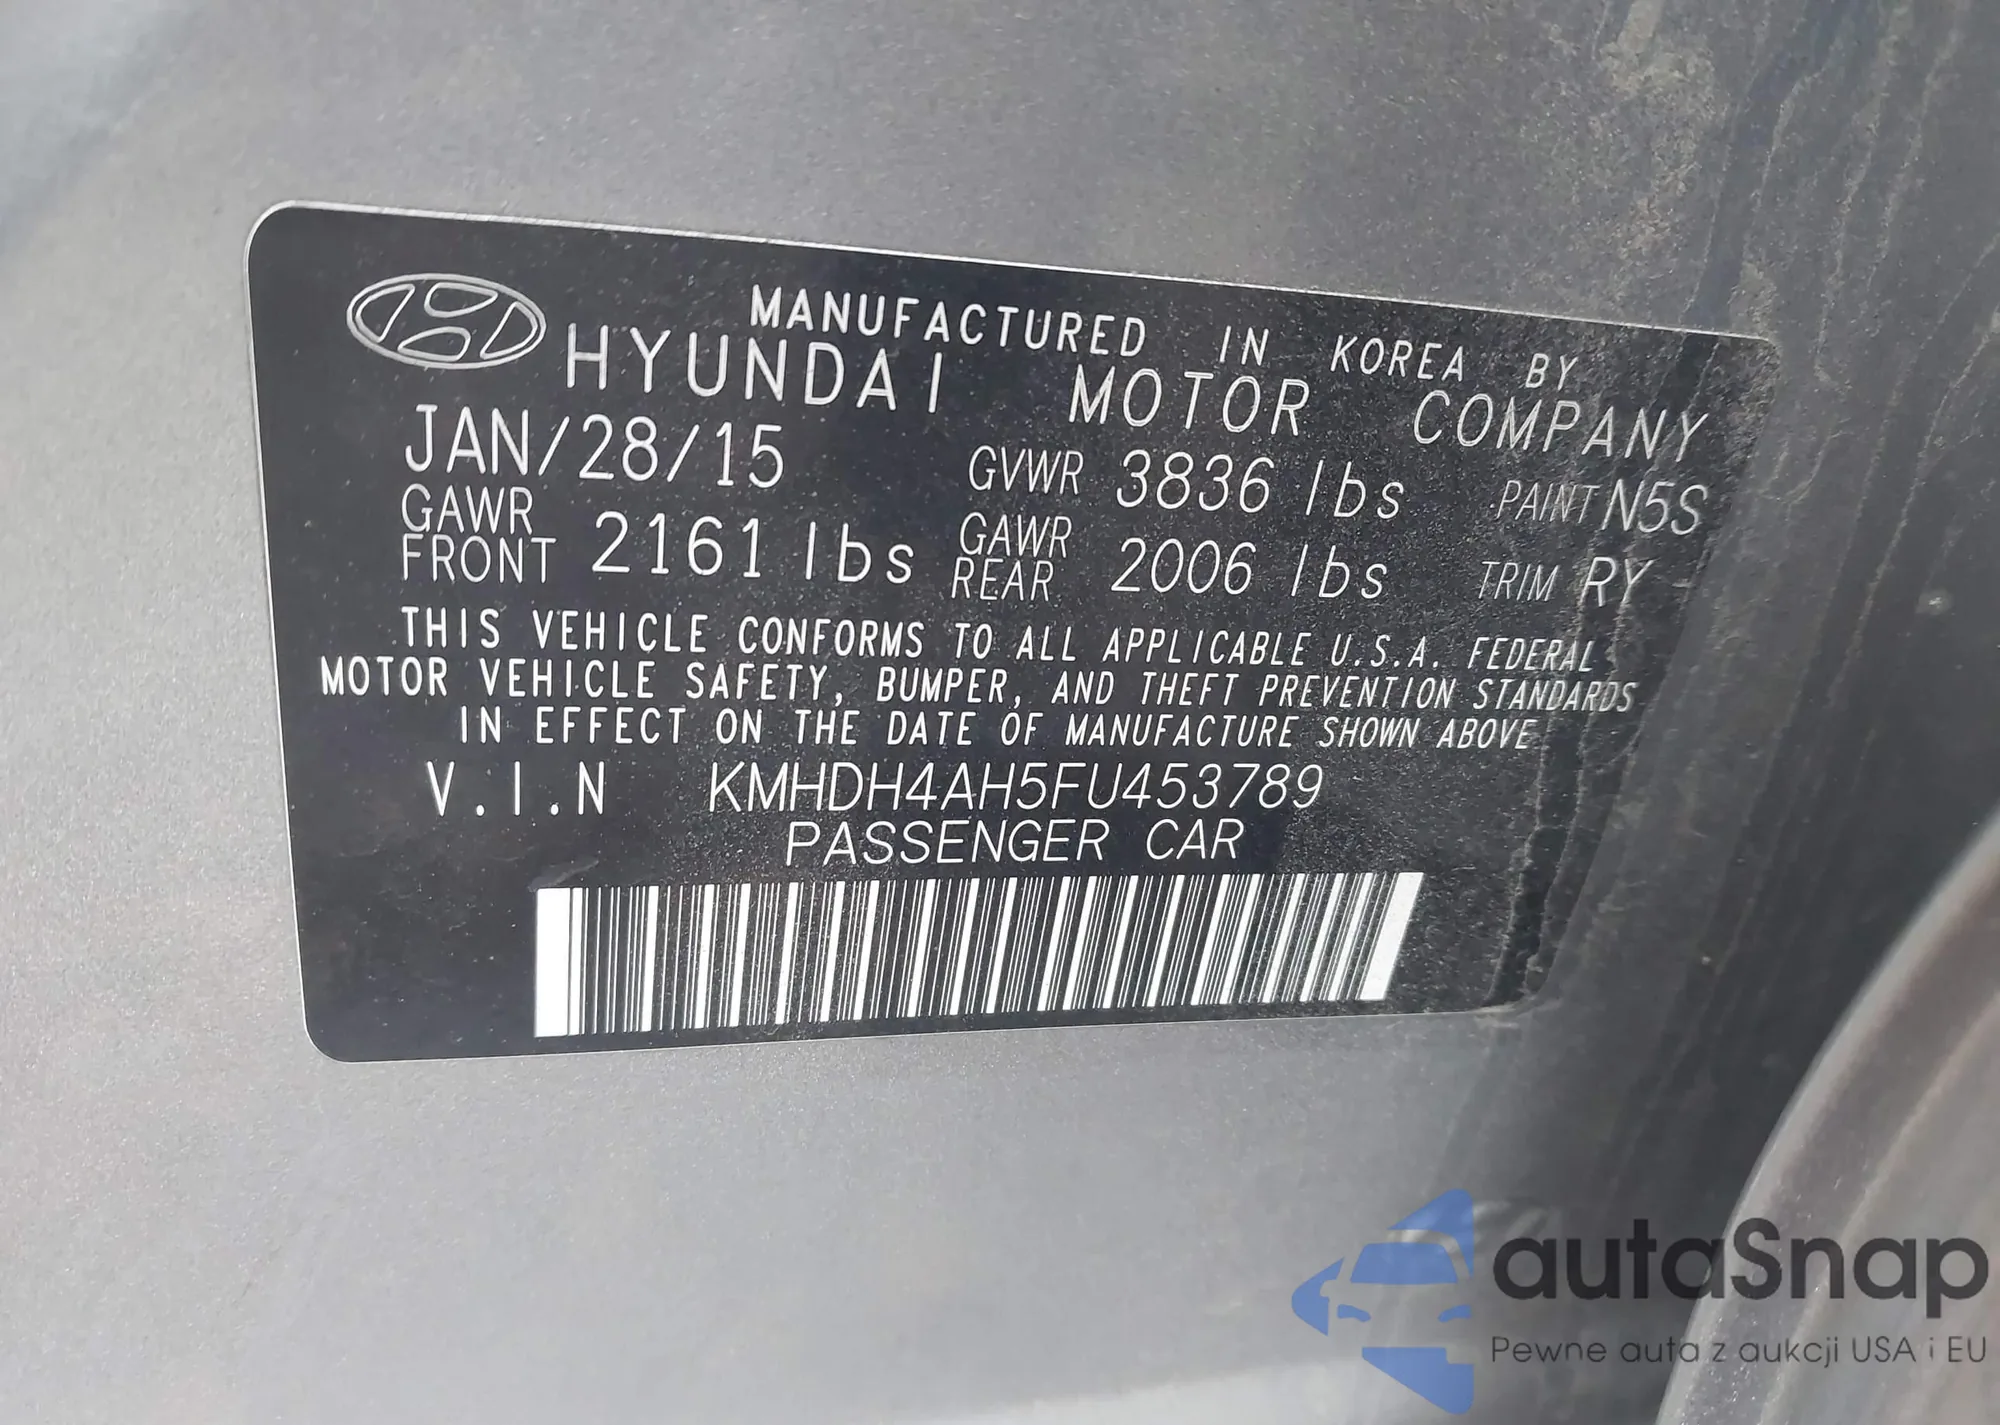 MANUFACTURED IN KOREA BY
HYUNDAI MOTOR COMPANY
JAN/28/15 GVWR 3836 lbs PAINT N5S
GAWR FRONT 2161 lbs GAWR REAR 2006 lbs TRIM RY
THIS VEHICLE CONFORMS TO ALL APPLICABLE U.S.A. FEDERAL
MOTOR VEHICLE SAFETY, BUMPER, AND THEFT PREVENTION STANDARDS
IN EFFECT ON THE DATE OF MANUFACTURE SHOWN ABOVE
V.I.N KMHDH4AH5FU453789
PASSENGER CAR
autaSnap
Pewne auta z aukcji USA i EU